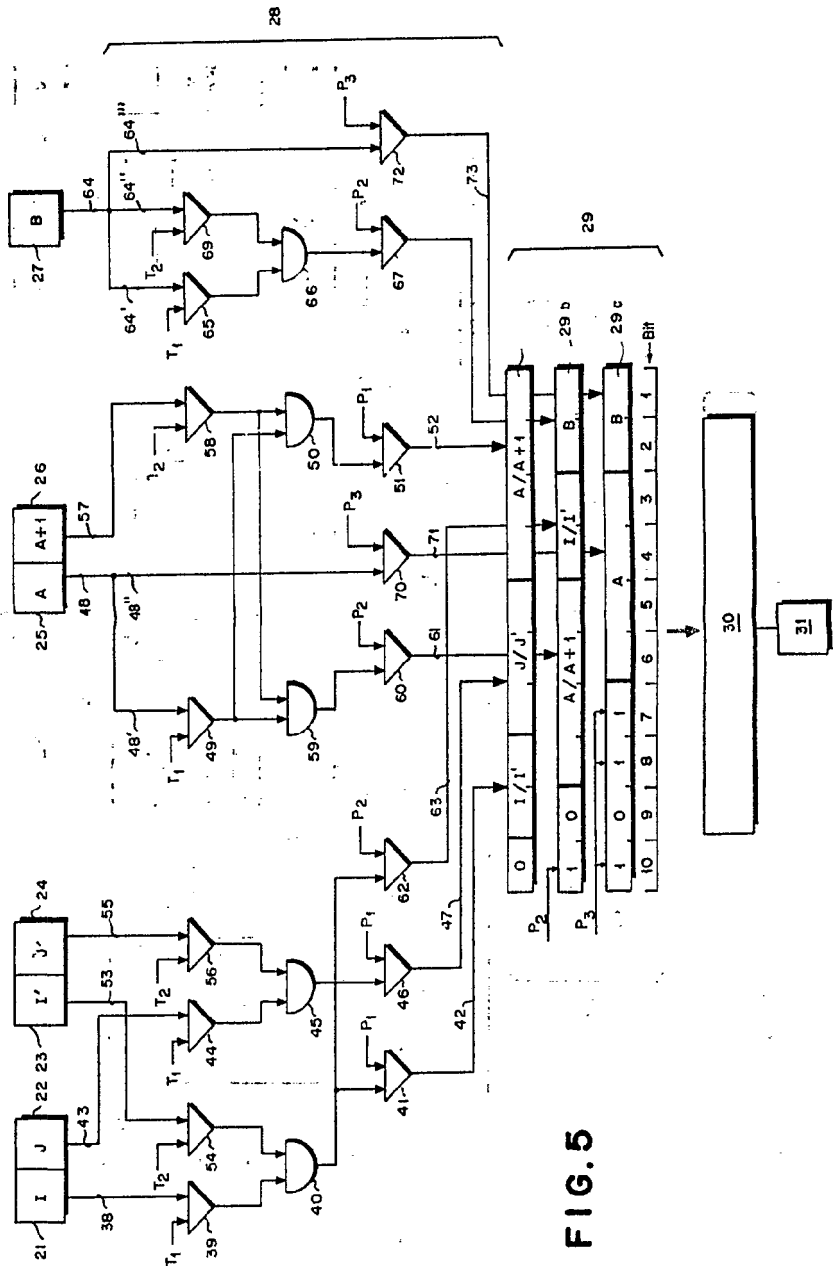 28
B
27
64
64'
64''
64'''
T1
65
T2
69
66
P2
67
P3
72
73
A
A+1
25
26
48
57
48'
48''
T1
49
T2
58
59
50
P2
60
P3
70
P1
51
61
71
52
I
J
I'
J'
21
22
23
24
38
43
53
55
T1
39
T2
54
T1
44
T2
56
40
45
P1
41
P1
46
P2
62
42
47
63
29
0
I/I'
J/J'
A/A+1
P2
1
0
A/A+1
I/I'
B
29b
P3
1
0
1
1
A
B
29c
10
9
8
7
6
5
4
3
2
1
Bit
30
31
FIG.5